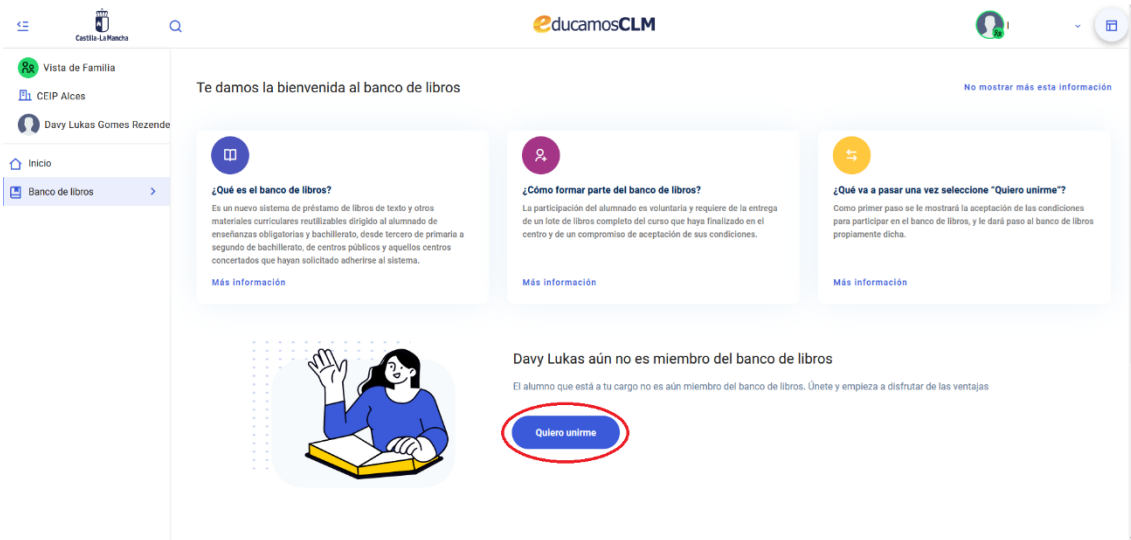 Castilla-La Mancha
educamosCLM
Vista de Familia
CEIP Alces
Davy Lukas Gomes Rezende
Inicio
Banco de libros
Te damos la bienvenida al banco de libros
No mostrar más esta información
¿Qué es el banco de libros?
Es un nuevo sistema de préstamo de libros de texto y otros
materiales curriculares reutilizables dirigido al alumnado de
enseñanzas obligatorias y bachillerato, desde tercero de primaria a
segundo de bachillerato, de centros públicos y aquellos centros
concertados que hayan solicitado adherirse al sistema.
Más información
¿Cómo formar parte del banco de libros?
La participación del alumnado es voluntaria y requiere de la entrega
de un lote de libros completo del curso que haya finalizado en el
centro y de un compromiso de aceptación de sus condiciones.
Más información
¿Qué va a pasar una vez seleccione "Quiero unirme"?
Como primer paso se le mostrará la aceptación de las condiciones
para participar en el banco de libros, y le dará paso al banco de libros
propiamente dicha.
Más información
Davy Lukas aún no es miembro del banco de libros
El alumno que está a tu cargo no es aún miembro del banco de libros. Únete y empieza a disfrutar de las ventajas
Quiero unirme